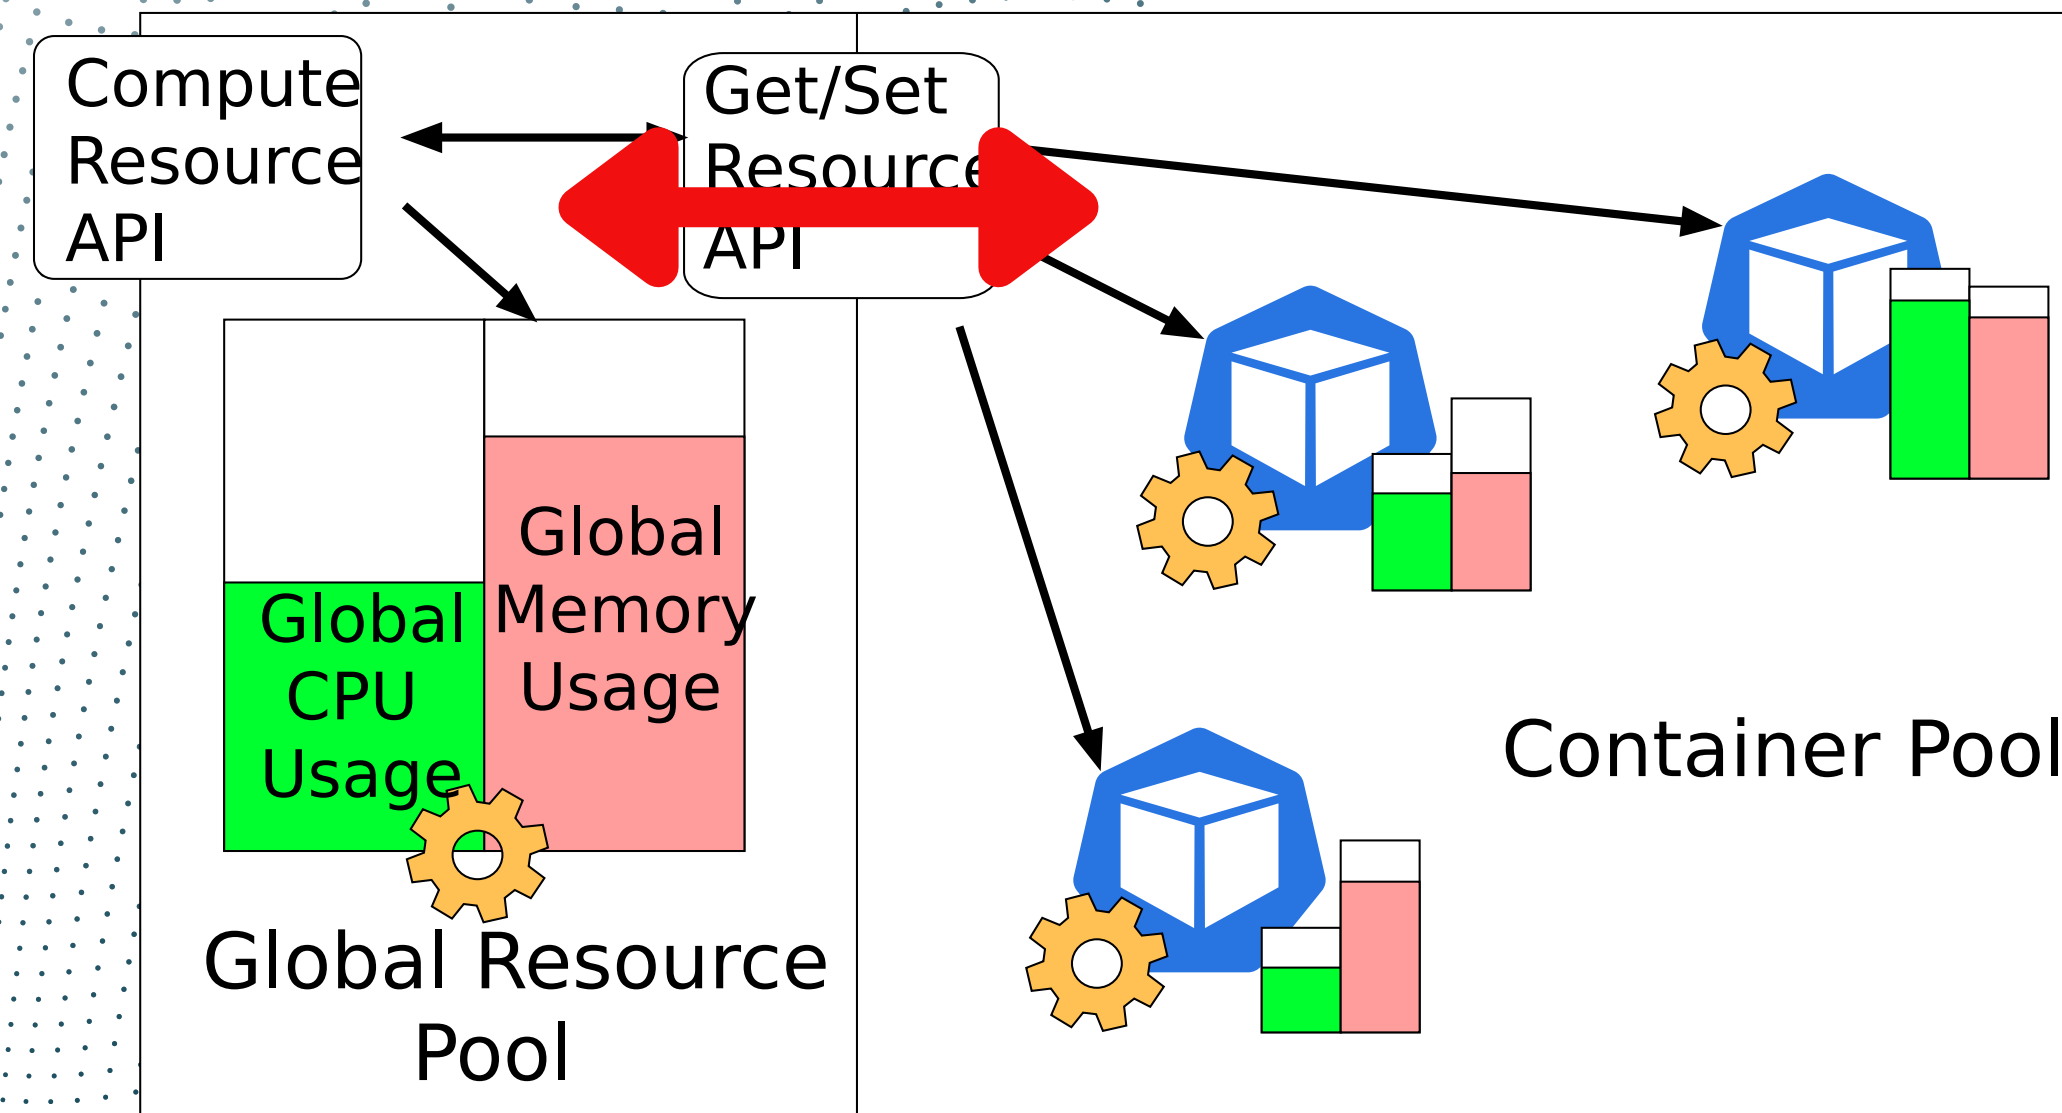 Compute
Resource
API
Get/Set
Resource
API
Global
CPU
Usage
Global
Memory
Usage
Global Resource
Pool
Container Pool